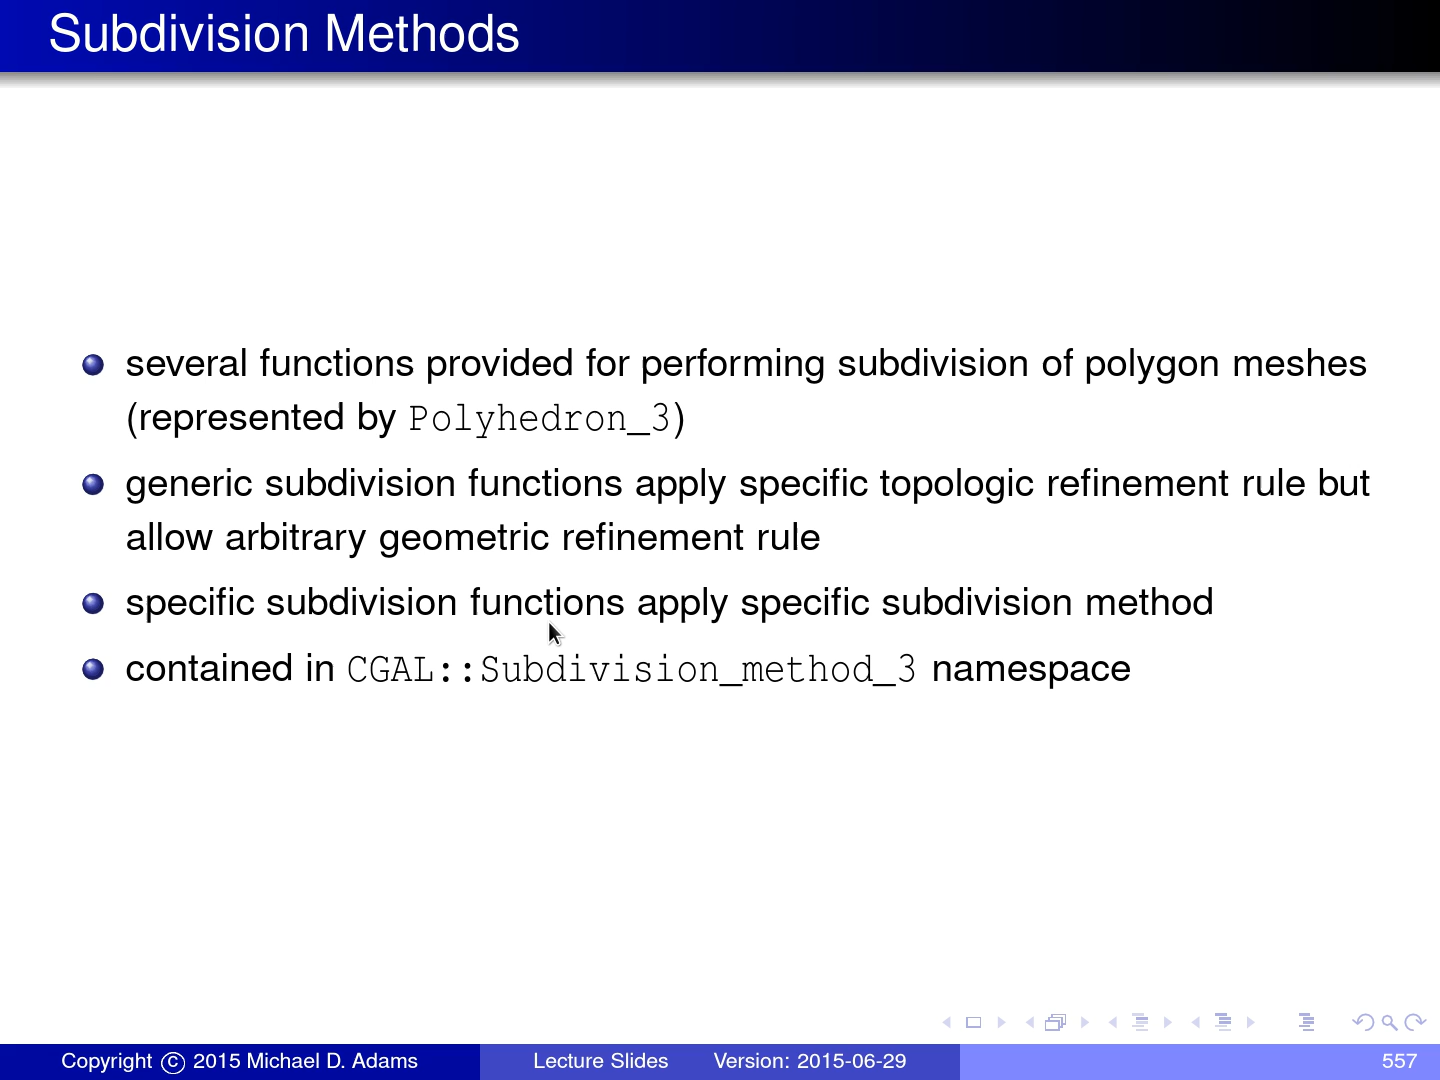 Subdivision Methods
several functions provided for performing subdivision of polygon meshes
(represented by Polyhedron_3)
generic subdivision functions apply specific topologic refinement rule but
allow arbitrary geometric refinement rule
specific subdivision functions apply specific subdivision method
contained in CGAL::Subdivision_method_3 namespace
Copyright © 2015 Michael D. Adams Lecture Slides Version: 2015-06-29 557